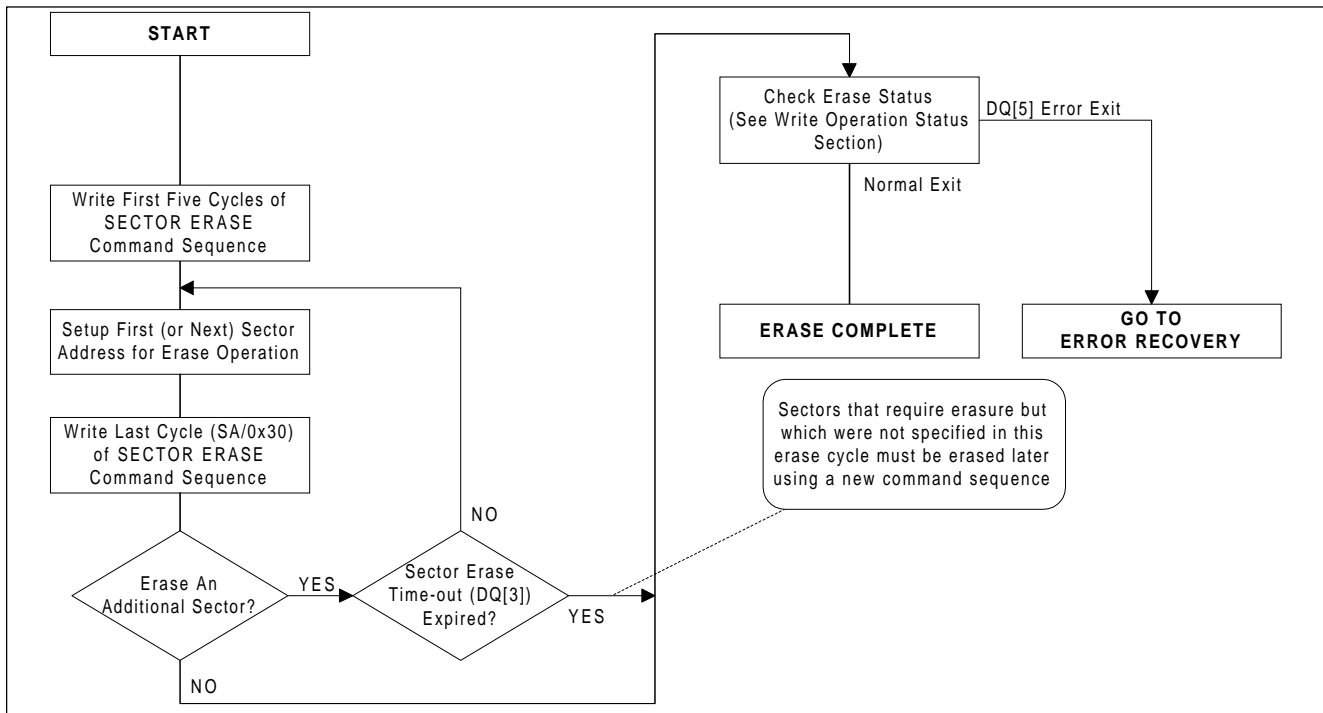 START
Write First Five Cycles of
SECTOR ERASE
Command Sequence
Setup First (or Next) Sector
Address for Erase Operation
Write Last Cycle (SA/0x30)
of SECTOR ERASE
Command Sequence
Erase An
Additional Sector?
YES
NO
Sector Erase
Time-out (DQ[3])
Expired?
NO
YES
Check Erase Status
(See Write Operation Status
Section)
DQ[5] Error Exit
Normal Exit
ERASE COMPLETE
GO TO
ERROR RECOVERY
Sectors that require erasure but
which were not specified in this
erase cycle must be erased later
using a new command sequence